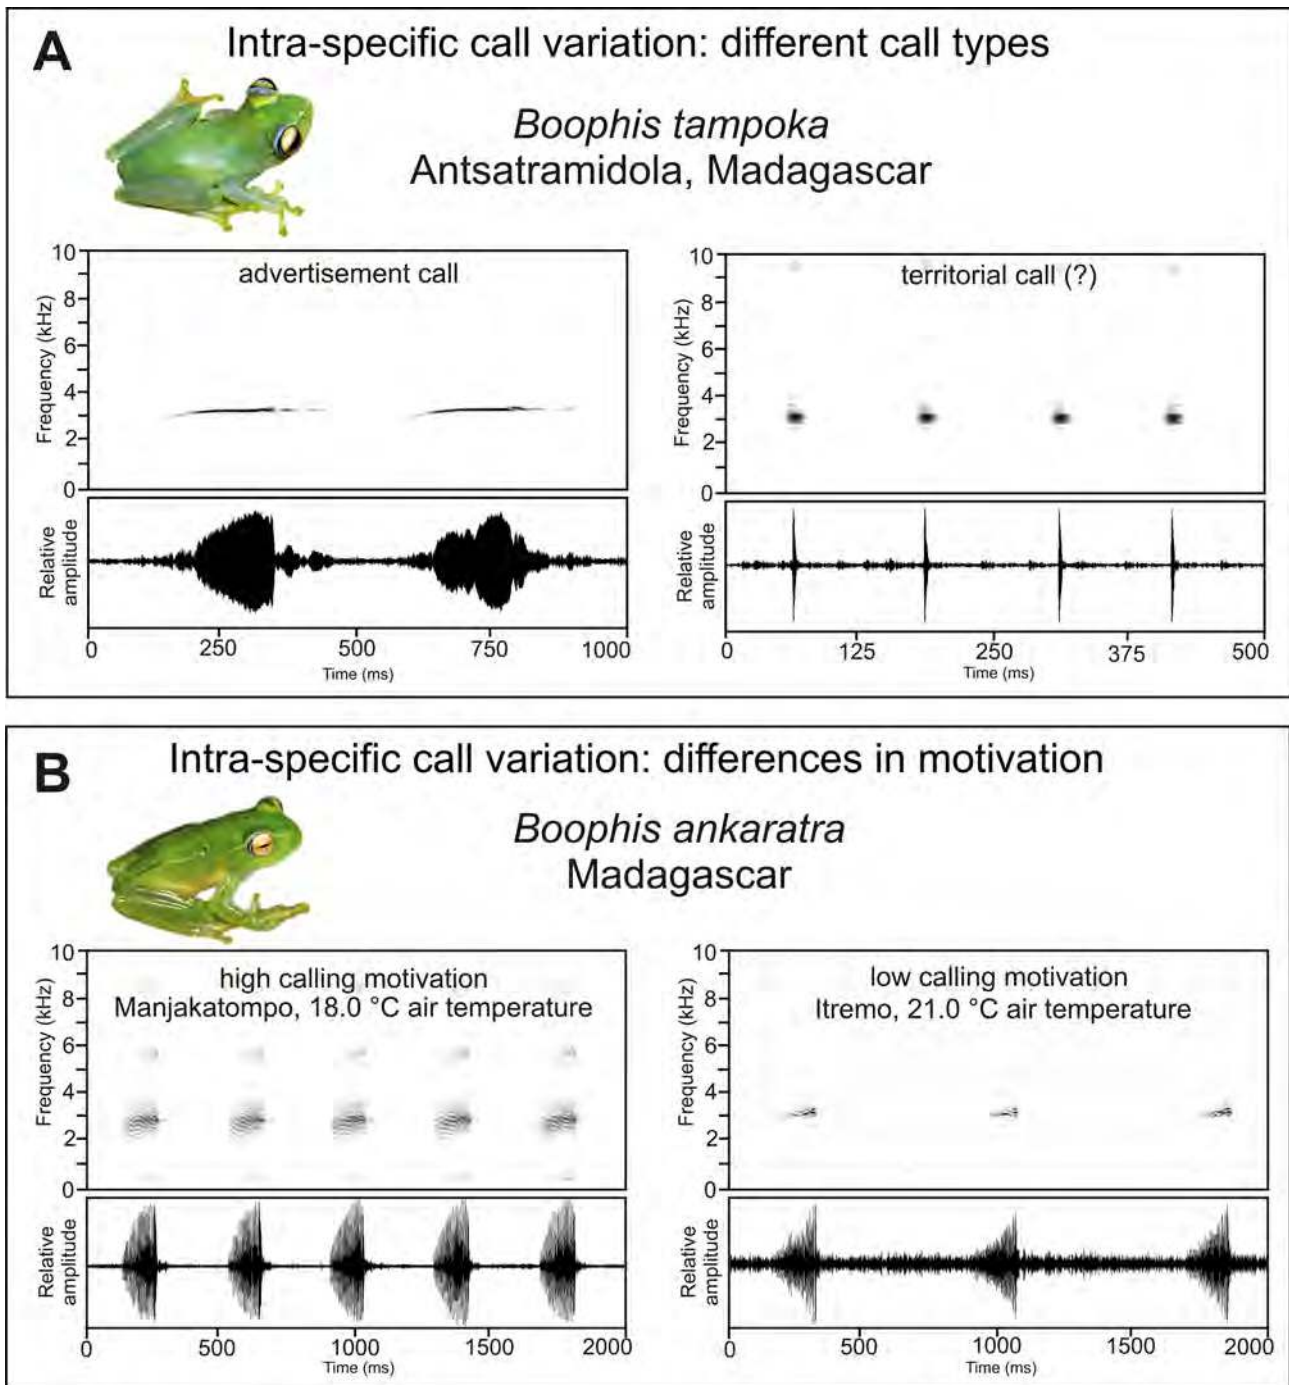 A
Intra-specific call variation: different call types
Boophis tampoka
Antsatramidola, Madagascar
10
8
6
4
2
0
Frequency (kHz)
advertisement call
Relative
amplitude
0 250 500 750 1000
Time (ms)
10
8
6
4
2
0
Frequency (kHz)
territorial call (?)
Relative
amplitude
0 125 250 375 500
Time (ms)
B
Intra-specific call variation: differences in motivation
Boophis ankaratra
Madagascar
10
8
6
4
2
0
Frequency (kHz)
high calling motivation
Manjakatompo, 18.0 °C air temperature
Relative
amplitude
0 500 1000 1500 2000
Time (ms)
10
8
6
4
2
0
Frequency (kHz)
low calling motivation
Itremo, 21.0 °C air temperature
Relative
amplitude
0 500 1000 1500 2000
Time (ms)